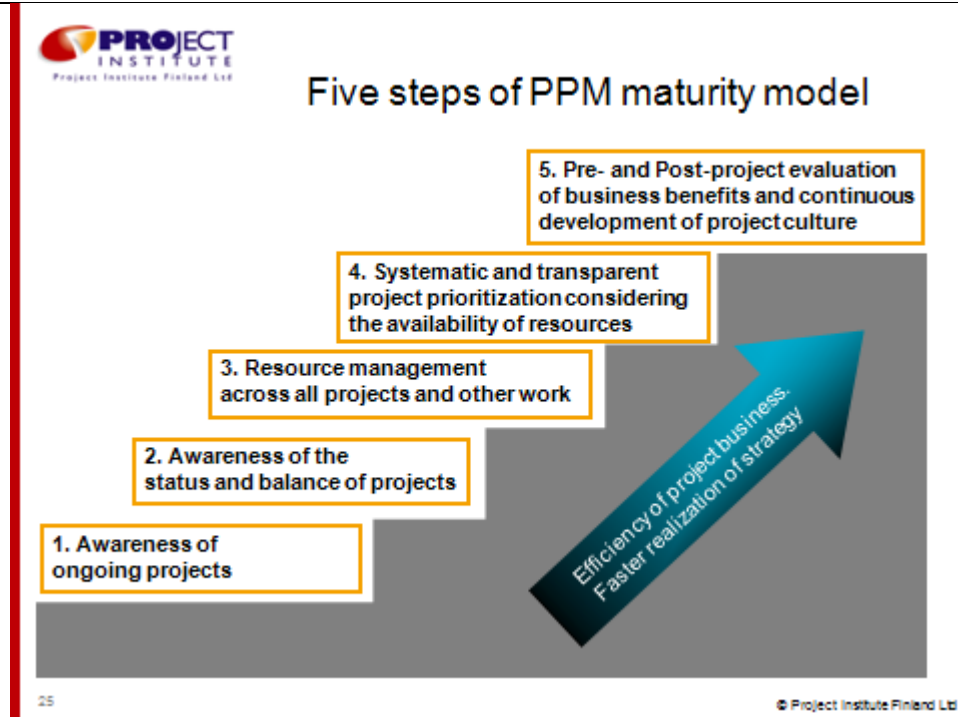 PROJECT
INSTITUTE
Project Institute Finland Ltd
Five steps of PPM maturity model
5. Pre- and Post-project evaluation
of business benefits and continuous
development of project culture
4. Systematic and transparent
project prioritization considering
the availability of resources
3. Resource management
across all projects and other work
2. Awareness of the
status and balance of projects
1. Awareness of
ongoing projects
Efficiency of project business.
Faster realization of strategy
25
© Project Institute Finland Ltd